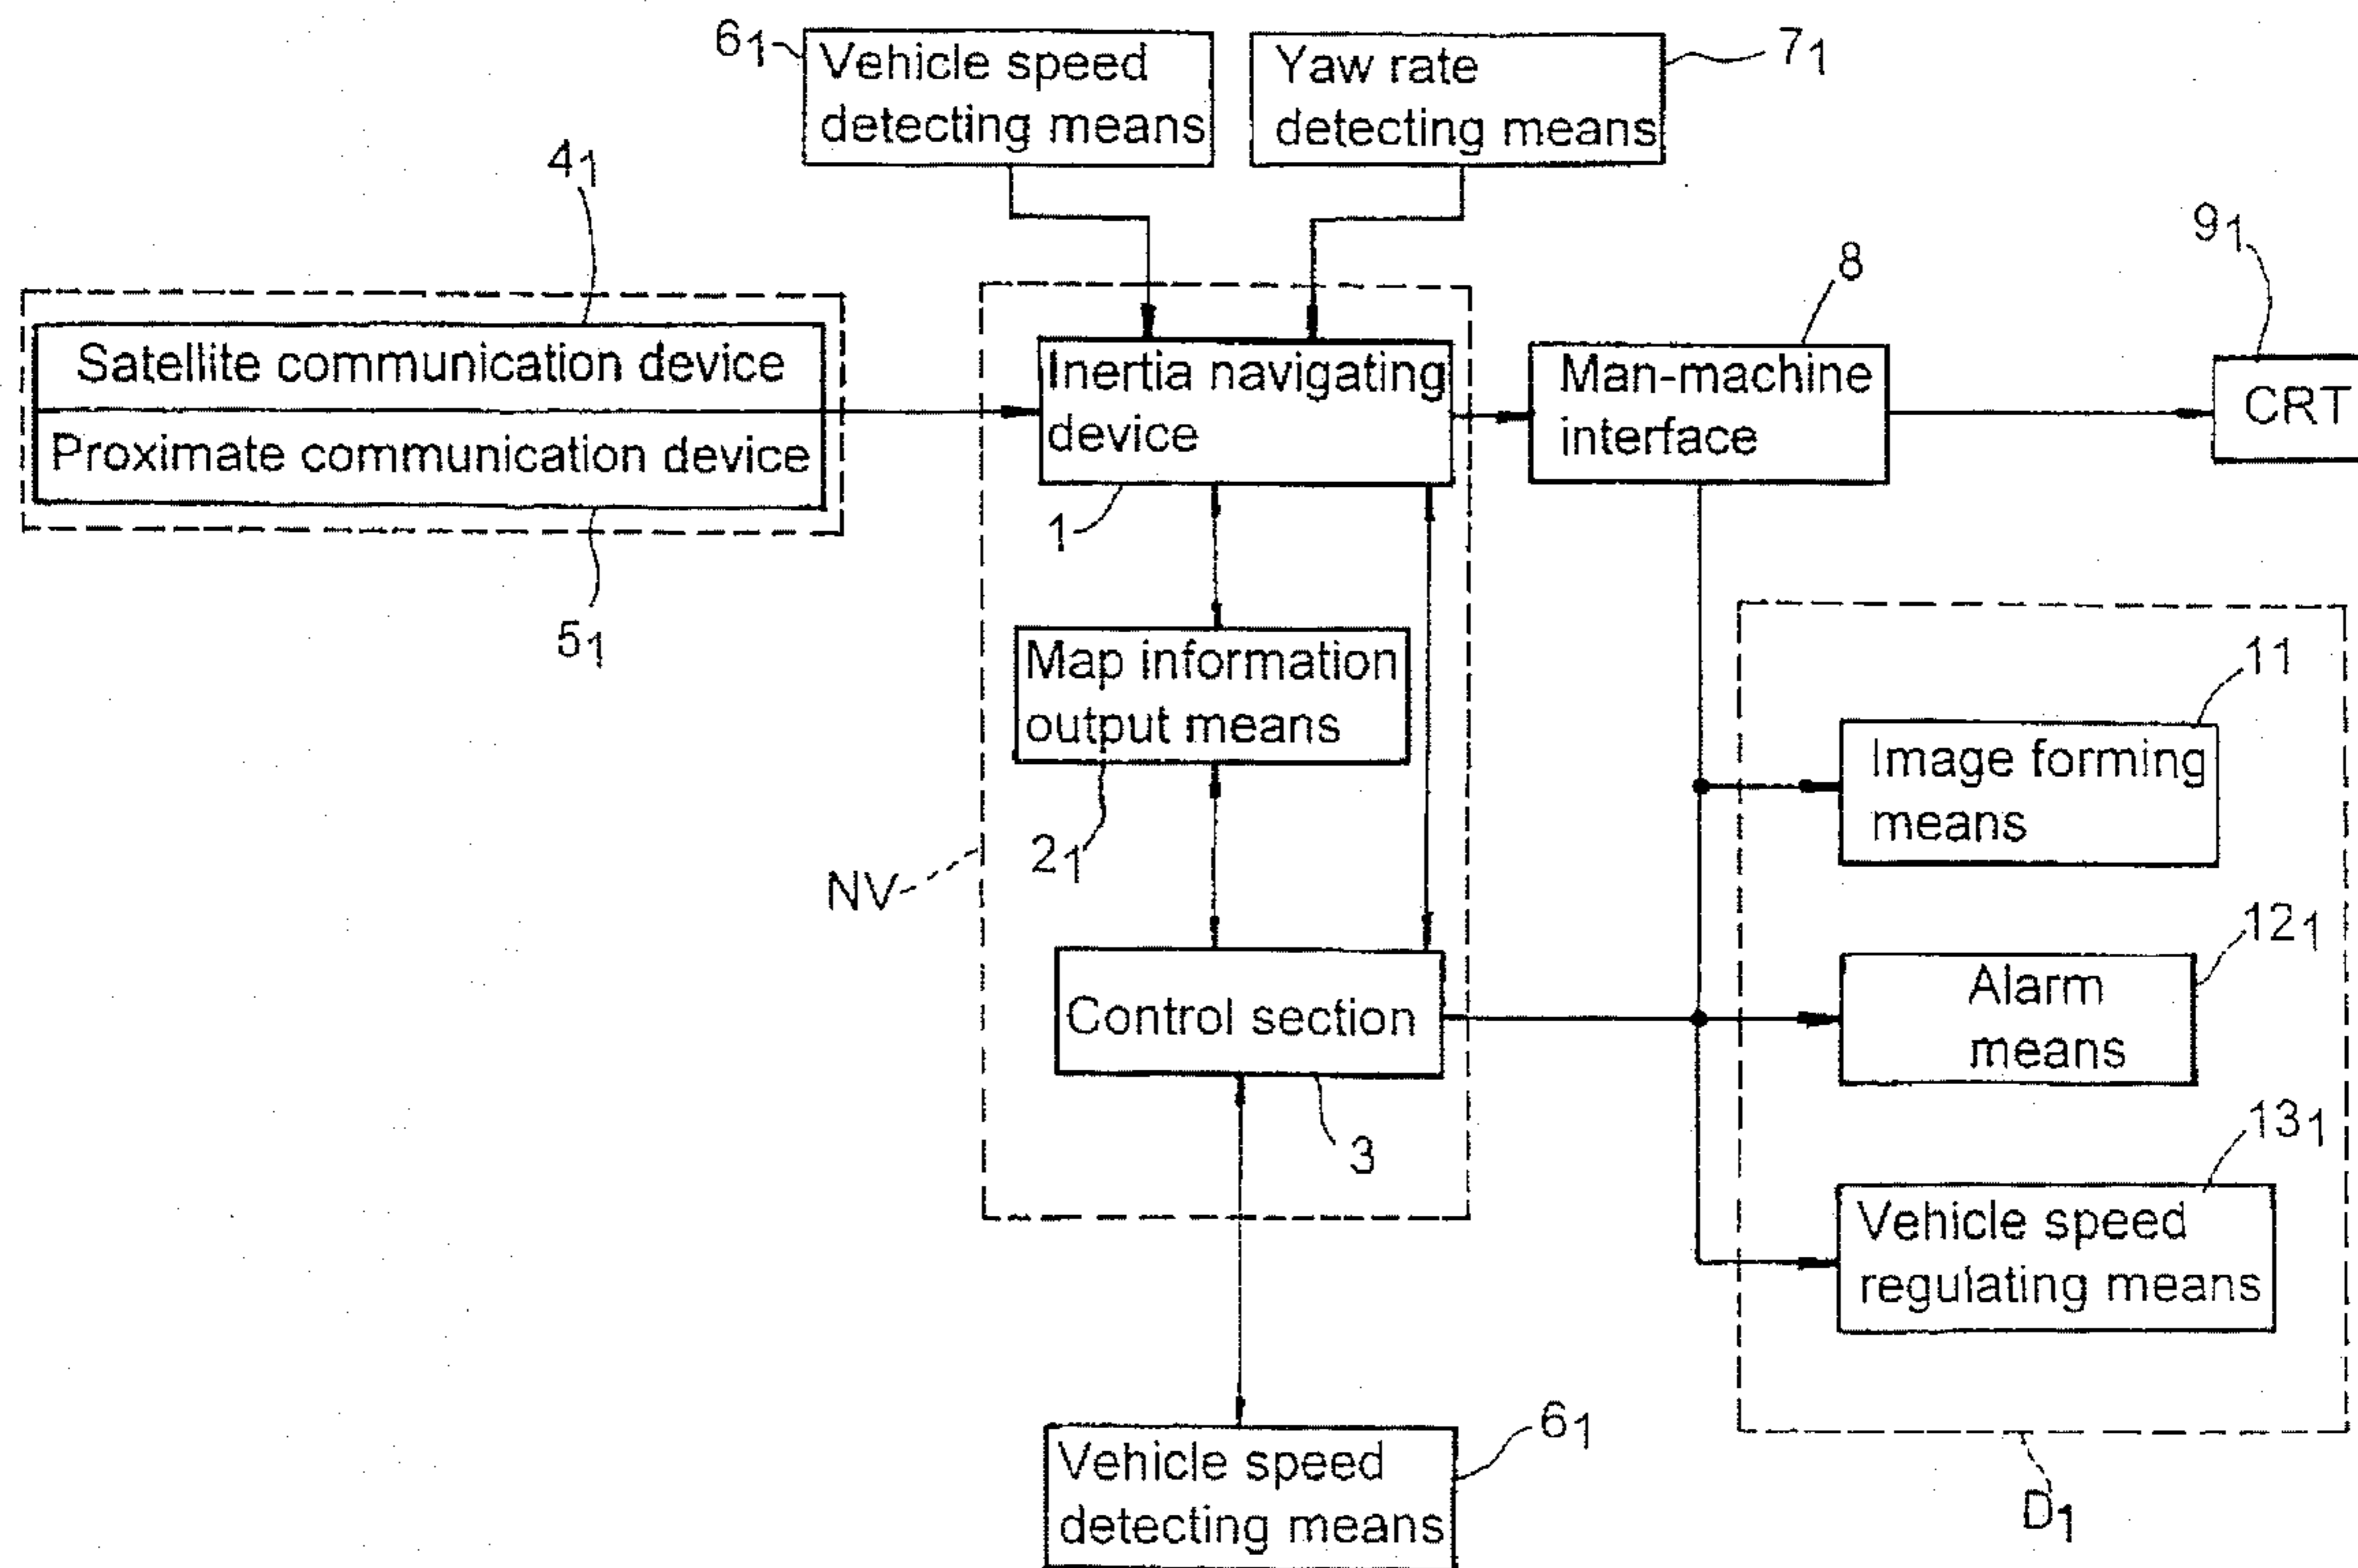 6₁
Vehicle speed
detecting means
Yaw rate
detecting means
7₁
4₁
Satellite communication device
Proximate communication device
5₁
Inertia navigating
device
1
Man-machine
interface
8
CRT
9₁
Map information
output means
2₁
NV
Control section
3
Image forming
means
11
Alarm
means
12₁
Vehicle speed
regulating means
13₁
Vehicle speed
detecting means
6₁
D₁